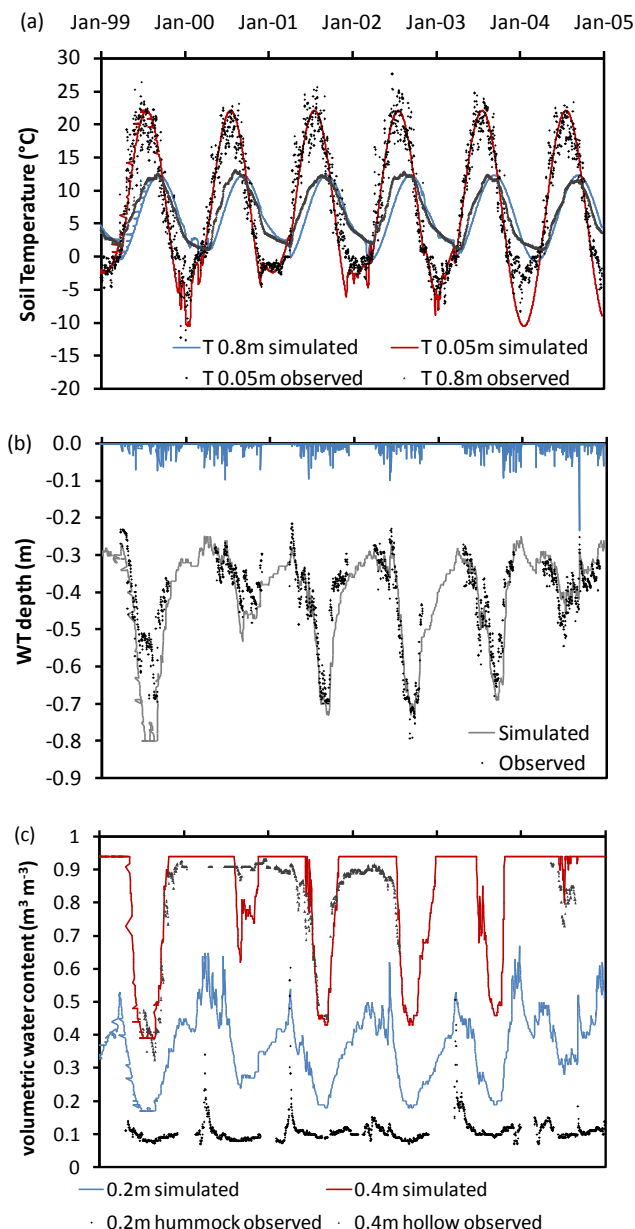 (a)
Jan-99 Jan-00 Jan-01 Jan-02 Jan-03 Jan-04 Jan-05
Soil Temperature (°C)
30
25
20
15
10
5
0
-5
-10
-15
-20
T 0.8m simulated T 0.05m simulated
T 0.05m observed T 0.8m observed
(b)
WT depth (m)
0.0
-0.1
-0.2
-0.3
-0.4
-0.5
-0.6
-0.7
-0.8
-0.9
Simulated
Observed
(c)
volumetric water content (m³ m⁻³)
1
0.9
0.8
0.7
0.6
0.5
0.4
0.3
0.2
0.1
0
0.2m simulated 0.4m simulated
0.2m hummock observed 0.4m hollow observed